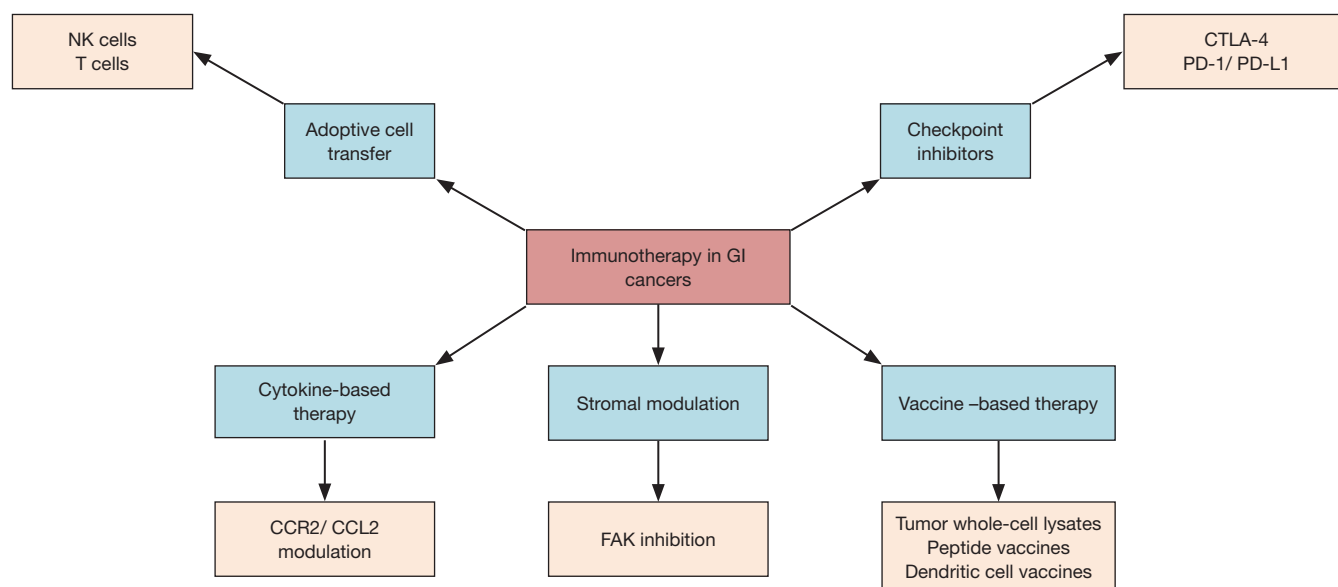 NK cells
T cells
CTLA-4
PD-1/ PD-L1
Adoptive cell
transfer
Checkpoint
inhibitors
Immunotherapy in GI
cancers
Cytokine-based
therapy
Stromal modulation
Vaccine –based therapy
CCR2/ CCL2
modulation
FAK inhibition
Tumor whole-cell lysates
Peptide vaccines
Dendritic cell vaccines